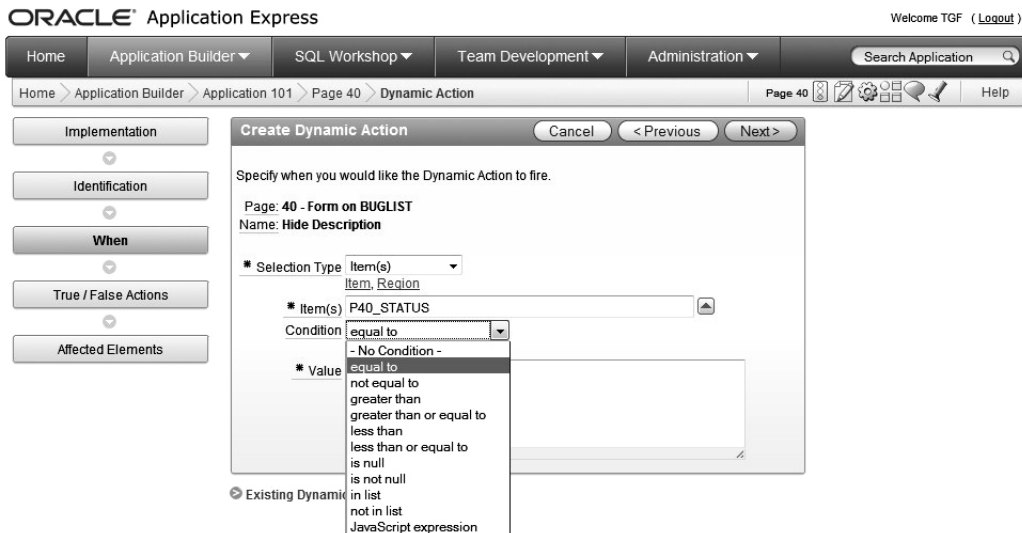 ORACLE Application Express
Welcome TGF ( Logout )
Home Application Builder SQL Workshop Team Development Administration Search Application
Home Application Builder Application 101 Page 40 Dynamic Action Page 40 Help
Implementation
Identification
When
True / False Actions
Affected Elements
Create Dynamic Action Cancel < Previous Next >
Specify when you would like the Dynamic Action to fire.
Page: 40 - Form on BUGLIST
Name: Hide Description
* Selection Type Item(s)
Item, Region
* Item(s) P40_STATUS
Condition equal to
* Value
- No Condition -
equal to
not equal to
greater than
greater than or equal to
less than
less than or equal to
is null
is not null
in list
not in list
JavaScript expression
Existing Dynamic